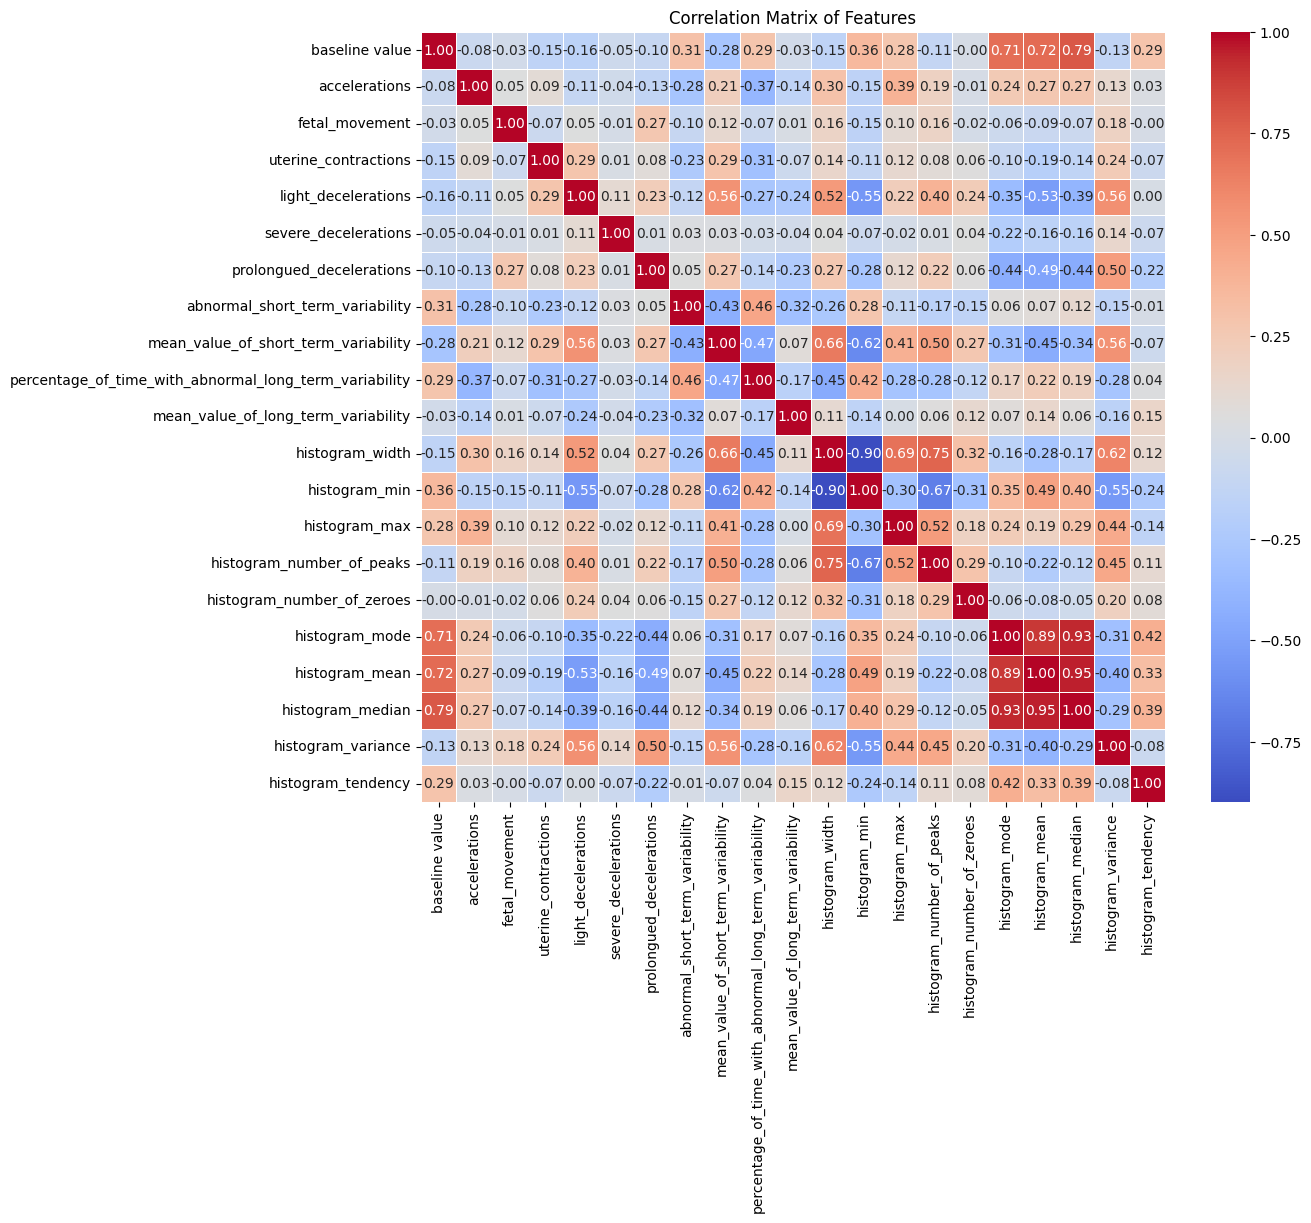 Correlation Matrix of Features
baseline value 1.00 -0.08 -0.03 -0.15 -0.16 -0.05 -0.10 0.31 -0.28 0.29 -0.03 -0.15 0.36 0.28 -0.11 -0.00 0.71 0.72 0.79 -0.13 0.29
accelerations -0.08 1.00 0.05 0.09 -0.11 -0.04 -0.13 -0.28 0.21 -0.37 -0.14 0.30 -0.15 0.39 0.19 -0.01 0.24 0.27 0.27 0.13 0.03
fetal_movement -0.03 0.05 1.00 -0.07 0.05 -0.01 0.27 -0.10 0.12 -0.07 0.01 0.16 -0.15 0.10 0.16 -0.02 -0.06 -0.09 -0.07 0.18 -0.00
uterine_contractions -0.15 0.09 -0.07 1.00 0.29 0.01 0.08 -0.23 0.29 -0.31 -0.07 0.14 -0.11 0.12 0.08 0.06 -0.10 -0.19 -0.14 0.24 -0.07
light_decelerations -0.16 -0.11 0.05 0.29 1.00 0.11 0.23 -0.12 0.56 -0.27 -0.24 0.52 -0.55 0.22 0.40 0.24 -0.35 -0.53 -0.39 0.56 0.00
severe_decelerations -0.05 -0.04 -0.01 0.01 0.11 1.00 0.01 0.03 0.03 -0.03 -0.04 0.04 -0.07 -0.02 0.01 0.04 -0.22 -0.16 -0.16 0.14 -0.07
prolongued_decelerations -0.10 -0.13 0.27 0.08 0.23 0.01 1.00 0.05 0.27 -0.14 -0.23 0.27 -0.28 0.12 0.22 0.06 -0.44 -0.49 -0.44 0.50 -0.22
abnormal_short_term_variability 0.31 -0.28 -0.10 -0.23 -0.12 0.03 0.05 1.00 -0.43 0.46 -0.32 -0.26 0.28 -0.11 -0.17 -0.15 0.06 0.07 0.12 -0.15 -0.01
mean_value_of_short_term_variability -0.28 0.21 0.12 0.29 0.56 0.03 0.27 -0.43 1.00 -0.47 0.07 0.66 -0.62 0.41 0.50 0.27 -0.31 -0.45 -0.34 0.56 -0.07
percentage_of_time_with_abnormal_long_term_variability 0.29 -0.37 -0.07 -0.31 -0.27 -0.03 -0.14 0.46 -0.47 1.00 -0.17 -0.45 0.42 -0.28 -0.28 -0.12 0.17 0.22 0.19 -0.28 0.04
mean_value_of_long_term_variability -0.03 -0.14 0.01 -0.07 -0.24 -0.04 -0.23 -0.32 0.07 -0.17 1.00 0.11 -0.14 0.00 0.06 0.12 0.07 0.14 0.06 -0.16 0.15
histogram_width -0.15 0.30 0.16 0.14 0.52 0.04 0.27 -0.26 0.66 -0.45 0.11 1.00 -0.90 0.69 0.75 0.32 -0.16 -0.28 -0.17 0.62 0.12
histogram_min 0.36 -0.15 -0.15 -0.11 -0.55 -0.07 -0.28 0.28 -0.62 0.42 -0.14 -0.90 1.00 -0.30 -0.67 -0.31 0.35 0.49 0.40 -0.55 -0.24
histogram_max 0.28 0.39 0.10 0.12 0.22 -0.02 0.12 -0.11 0.41 -0.28 0.00 0.69 -0.30 1.00 0.52 0.18 0.24 0.19 0.29 0.44 -0.14
histogram_number_of_peaks -0.11 0.19 0.16 0.08 0.40 0.01 0.22 -0.17 0.50 -0.28 0.06 0.75 -0.67 0.52 1.00 0.29 -0.10 -0.22 -0.12 0.45 0.11
histogram_number_of_zeroes -0.00 -0.01 -0.02 0.06 0.24 0.04 0.06 -0.15 0.27 -0.12 0.12 0.32 -0.31 0.18 0.29 1.00 -0.06 -0.08 -0.05 0.20 0.08
histogram_mode 0.71 0.24 -0.06 -0.10 -0.35 -0.22 -0.44 0.06 -0.31 0.17 0.07 -0.16 0.35 0.24 -0.10 -0.06 1.00 0.89 0.93 -0.31 0.42
histogram_mean 0.72 0.27 -0.09 -0.19 -0.53 -0.16 -0.49 0.07 -0.45 0.22 0.14 -0.28 0.49 0.19 -0.22 -0.08 0.89 1.00 0.95 -0.40 0.33
histogram_median 0.79 0.27 -0.07 -0.14 -0.39 -0.16 -0.44 0.12 -0.34 0.19 0.06 -0.17 0.40 0.29 -0.12 -0.05 0.93 0.95 1.00 -0.29 0.39
histogram_variance -0.13 0.13 0.18 0.24 0.56 0.14 0.50 -0.15 0.56 -0.28 -0.16 0.62 -0.55 0.44 0.45 0.20 -0.31 -0.40 -0.29 1.00 -0.08
histogram_tendency 0.29 0.03 -0.00 -0.07 0.00 -0.07 -0.22 -0.01 -0.07 0.04 0.15 0.12 -0.24 -0.14 0.11 0.08 0.42 0.33 0.39 -0.08 1.00
baseline value
accelerations
fetal_movement
uterine_contractions
light_decelerations
severe_decelerations
prolongued_decelerations
abnormal_short_term_variability
mean_value_of_short_term_variability
percentage_of_time_with_abnormal_long_term_variability
mean_value_of_long_term_variability
histogram_width
histogram_min
histogram_max
histogram_number_of_peaks
histogram_number_of_zeroes
histogram_mode
histogram_mean
histogram_median
histogram_variance
histogram_tendency
1.00
0.75
0.50
0.25
0.00
−0.25
−0.50
−0.75